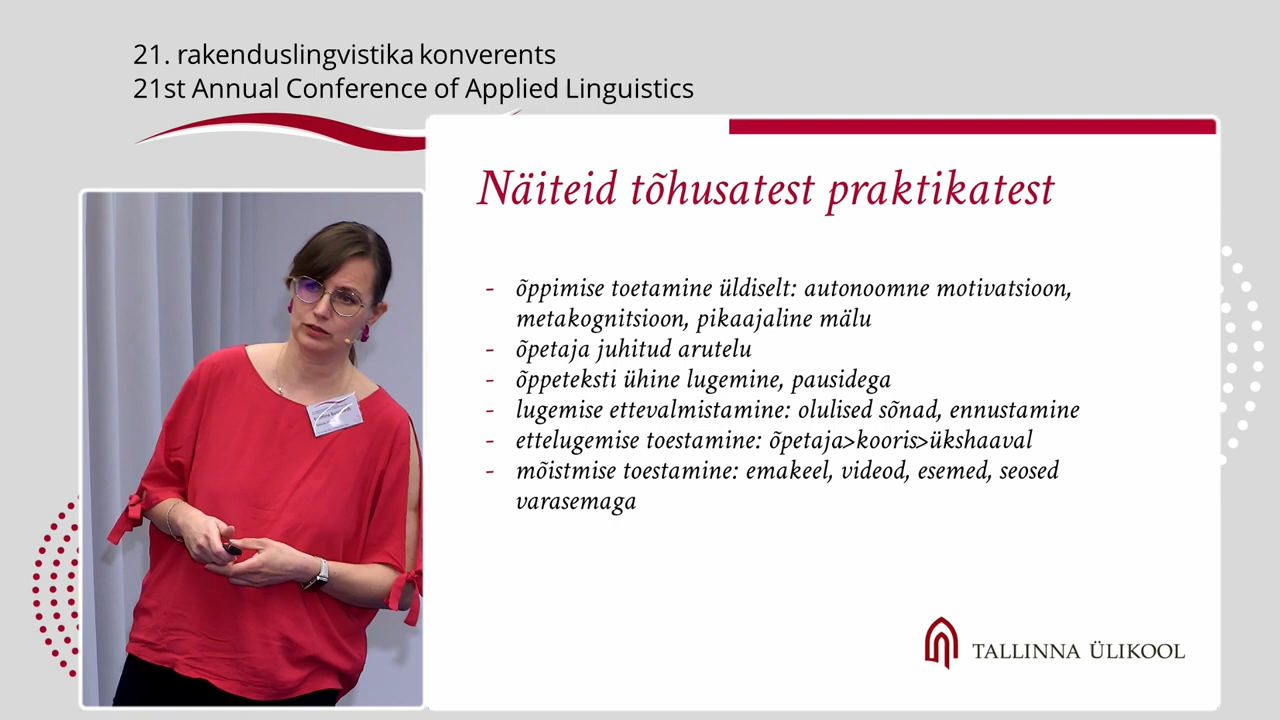 21. rakenduslingvistika konverents
21st Annual Conference of Applied Linguistics
Näiteid tõhusatest praktikatest
- õppimise toetamine üldiselt: autonoomne motivatsioon,
metakognitsioon, pikaajaline mälu
- õpetaja juhitud arutelu
- õppeteksti ühine lugemine, pausidega
- lugemise ettevalmistamine: olulised sõnad, ennustamine
- ettelugemise toestamine: õpetaja>kooris>ükshaaval
- mõistmise toestamine: emakeel, videod, esemed, seosed
varasemaga
TALLINNA ÜLIKOOL